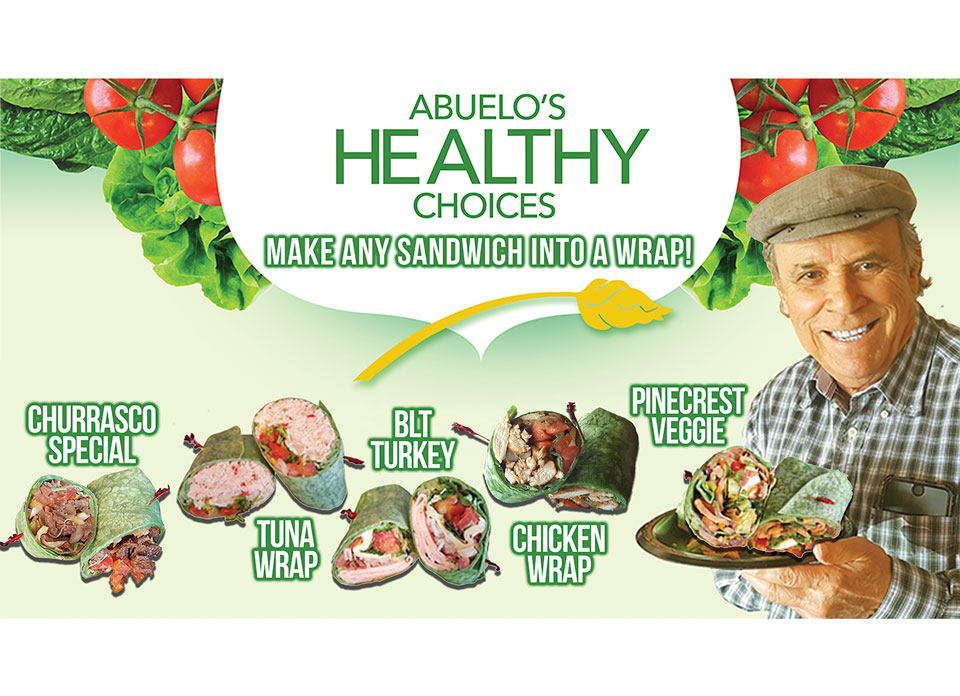 ABUELO'S
HEALTHY
CHOICES
MAKE ANY SANDWICH INTO A WRAP!
CHURRASCO
SPECIAL
TUNA
WRAP
BLT
TURKEY
CHICKEN
WRAP
PINECREST
VEGGIE